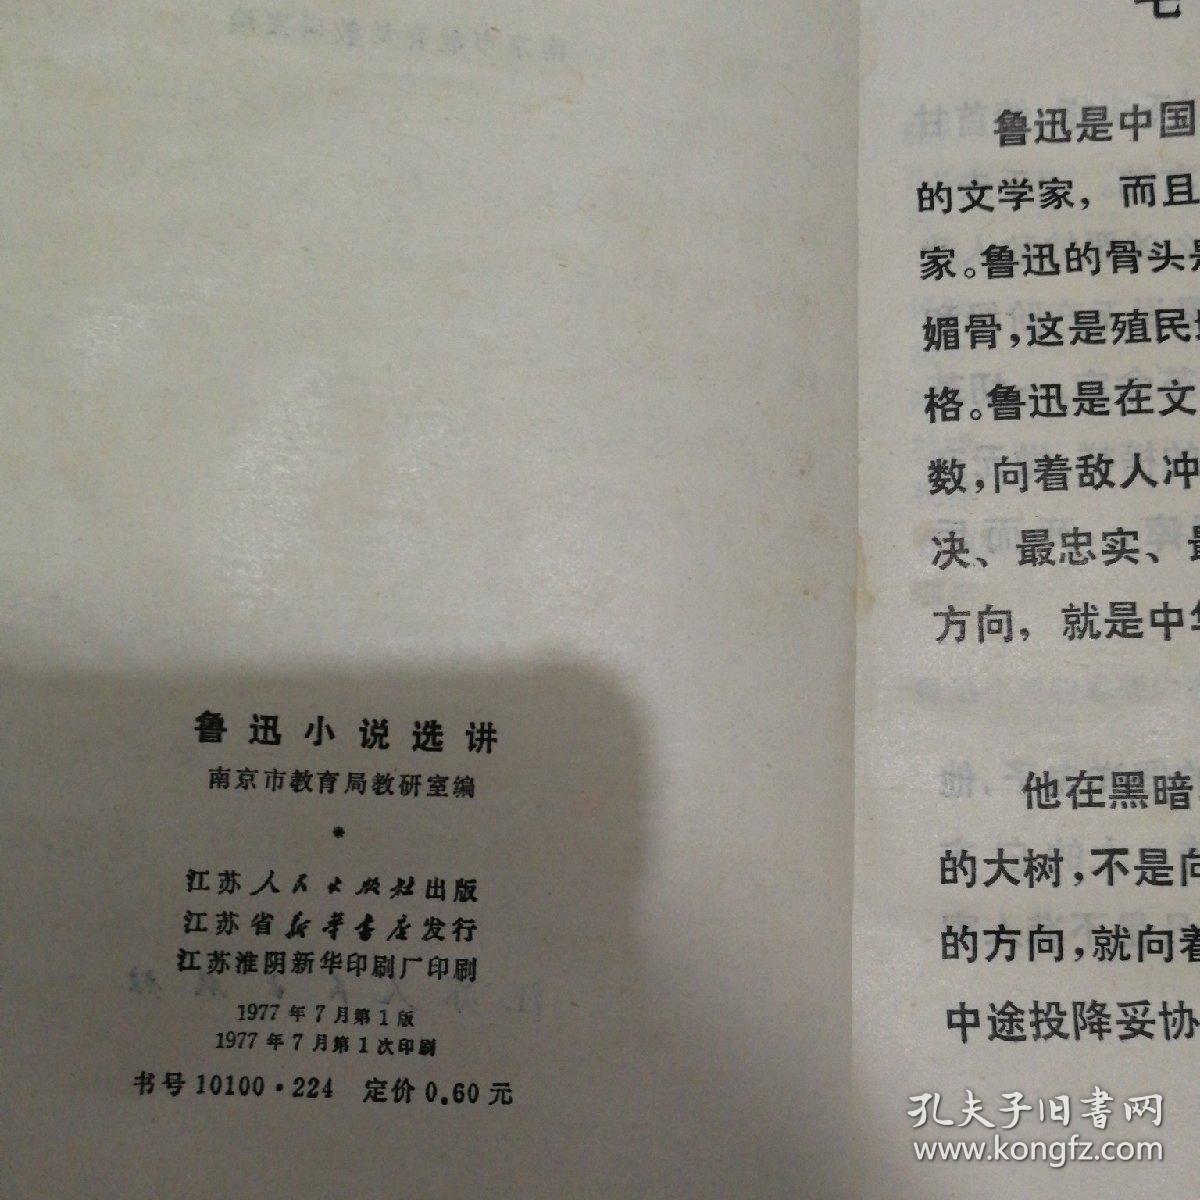 鲁迅小说选讲
南京市教育局教研室编
*
江苏人民出版社出版
江苏省新华书店发行
江苏淮阴新华印刷厂印刷
1977年7月第1版
1977年7月第1次印刷
书号10100·224 定价0.60元
鲁迅是中国
的文学家，而且
家。鲁迅的骨头是
媚骨，这是殖民
格。鲁迅是在文
数，向着敌人冲
决、最忠实、
方向，就是中华
他在黑暗
的大树，不是向
的方向，就向着
中途投降妥协
孔夫子旧书网
www.kongfz.com